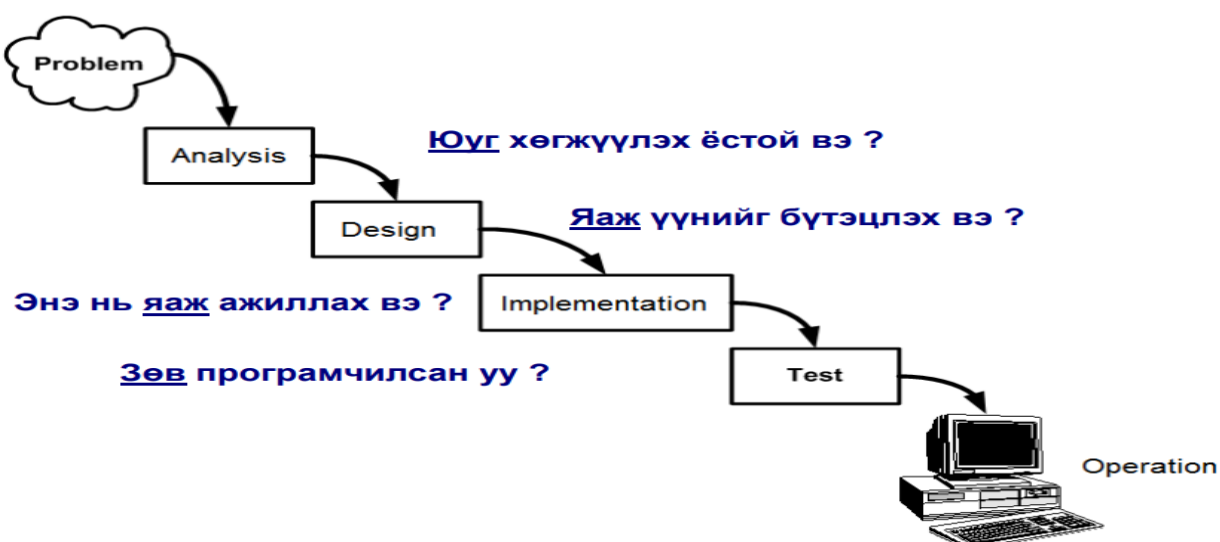 Problem
Analysis
Юуг хөгжүүлэх ёстой вэ ?
Design
Яаж үүнийг бүтэцлэх вэ ?
Энэ нь яаж ажиллах вэ ?
Implementation
Зөв програмчилсан уу ?
Test
Operation